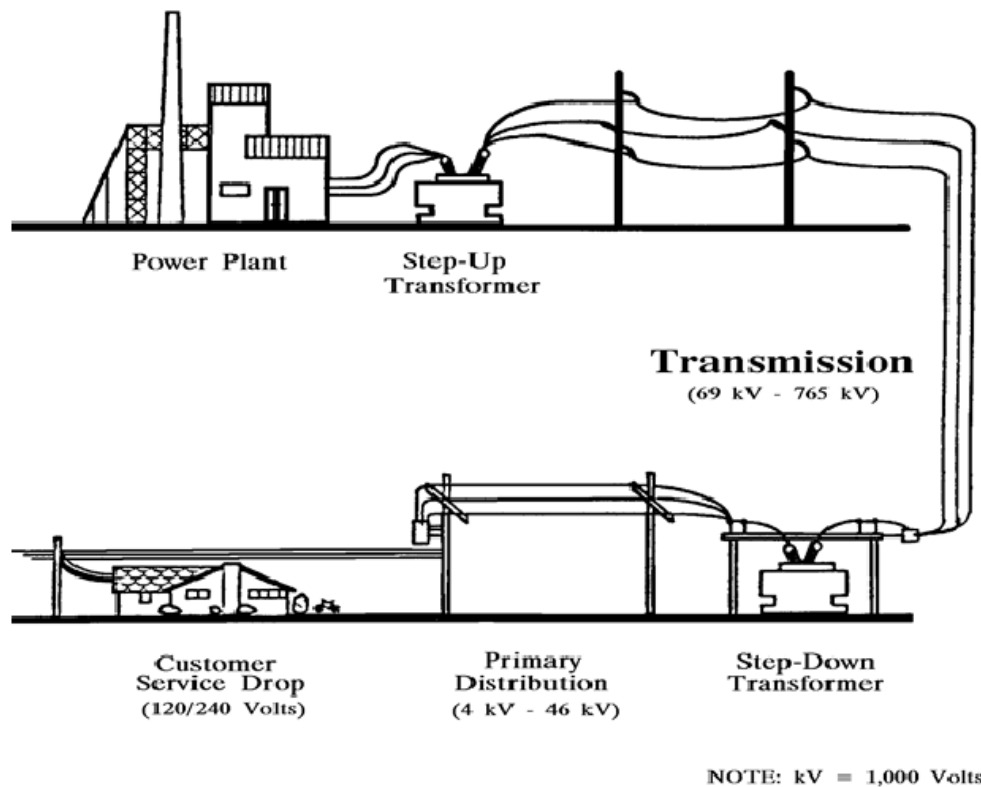 Power Plant
Step-Up
Transformer
Transmission
(69 kV - 765 kV)
Customer
Service Drop
(120/240 Volts)
Primary
Distribution
(4 kV - 46 kV)
Step-Down
Transformer
NOTE: kV = 1,000 Volts